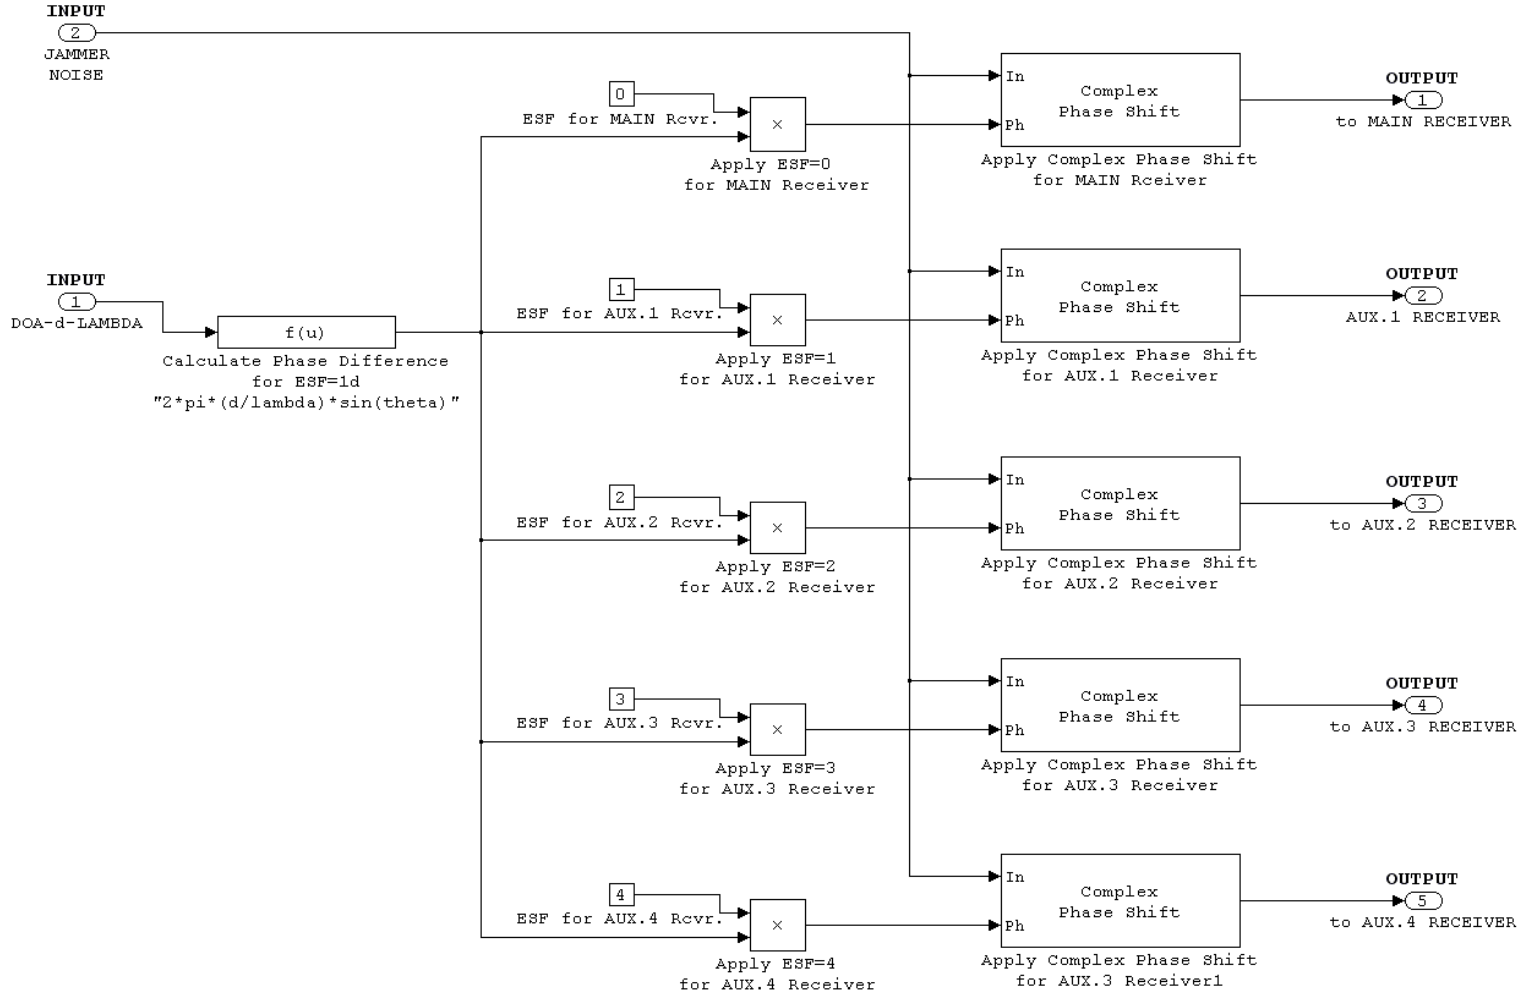 INPUT
2
JAMMER
NOISE
0
ESF for MAIN Rcvr.
×
Apply ESF=0
for MAIN Receiver
In
Ph
Complex
Phase Shift
Apply Complex Phase Shift
for MAIN Rceiver
OUTPUT
1
to MAIN RECEIVER
INPUT
1
DOA-d-LAMBDA
f(u)
Calculate Phase Difference
for ESF=1d
"2*pi*(d/lambda)*sin(theta)"
1
ESF for AUX.1 Rcvr.
×
Apply ESF=1
for AUX.1 Receiver
In
Ph
Complex
Phase Shift
Apply Complex Phase Shift
for AUX.1 Receiver
OUTPUT
2
AUX.1 RECEIVER
2
ESF for AUX.2 Rcvr.
×
Apply ESF=2
for AUX.2 Receiver
In
Ph
Complex
Phase Shift
Apply Complex Phase Shift
for AUX.2 Receiver
OUTPUT
3
to AUX.2 RECEIVER
3
ESF for AUX.3 Rcvr.
×
Apply ESF=3
for AUX.3 Receiver
In
Ph
Complex
Phase Shift
Apply Complex Phase Shift
for AUX.3 Receiver
OUTPUT
4
to AUX.3 RECEIVER
4
ESF for AUX.4 Rcvr.
×
Apply ESF=4
for AUX.4 Receiver
In
Ph
Complex
Phase Shift
Apply Complex Phase Shift
for AUX.3 Receiver1
OUTPUT
5
to AUX.4 RECEIVER